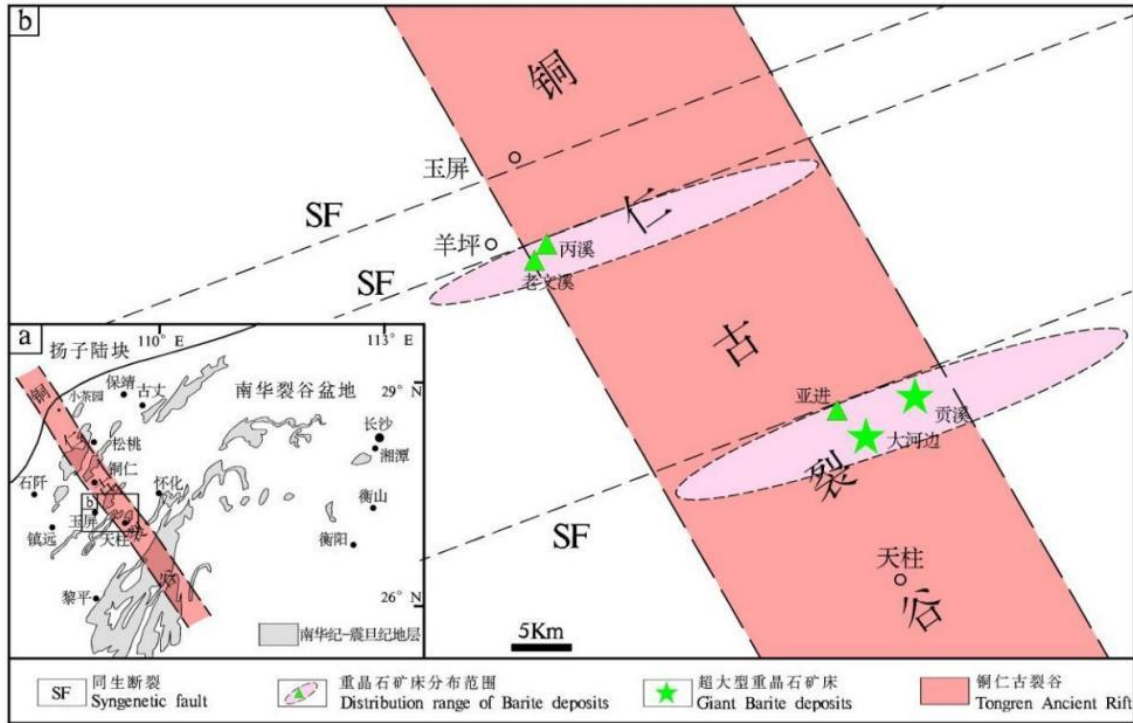 b
铜
玉屏
仁
SF
羊坪
丙溪
老文溪
SF
古
亚进
贡溪
大河边
裂
SF
天柱
谷
5Km
a
110° E
113° E
扬子陆块
铜
小茶园
保靖
古丈
南华裂谷盆地
29° N
松桃
长沙
湘潭
铜仁
石阡
怀化
b
衡山
玉屏
镇远
天柱
衡阳
黎平
谷
26° N
南华纪-震旦纪地层
SF
同生断裂
Syngenetic fault
重晶石矿床分布范围
Distribution range of Barite deposits
超大型重晶石矿床
Giant Barite deposits
铜仁古裂谷
Tongren Ancient Rift